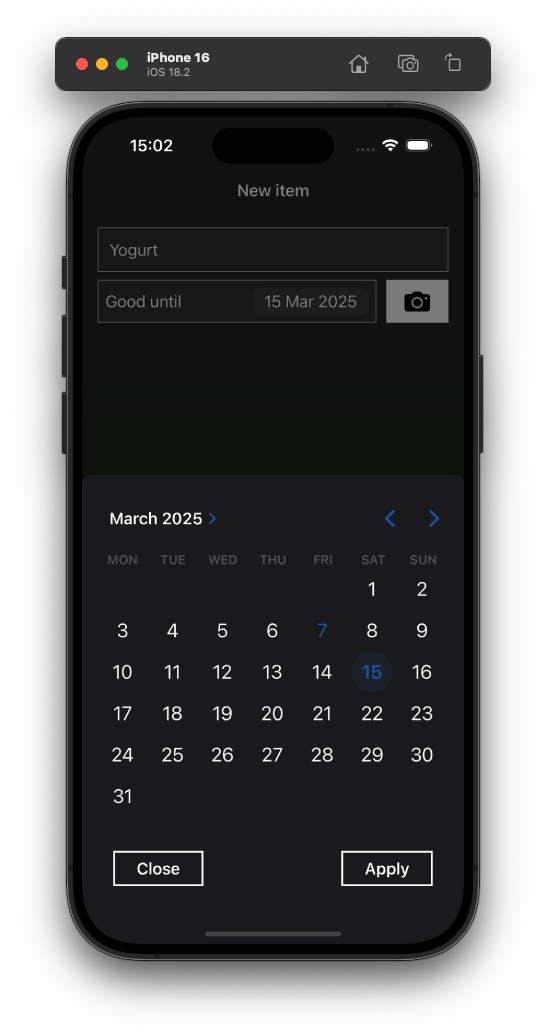 iPhone 16
iOS 18.2
15:02
New item
Yogurt
Good until 15 Mar 2025
March 2025
MON TUE WED THU FRI SAT SUN
1 2
3 4 5 6 7 8 9
10 11 12 13 14 15 16
17 18 19 20 21 22 23
24 25 26 27 28 29 30
31
Close Apply